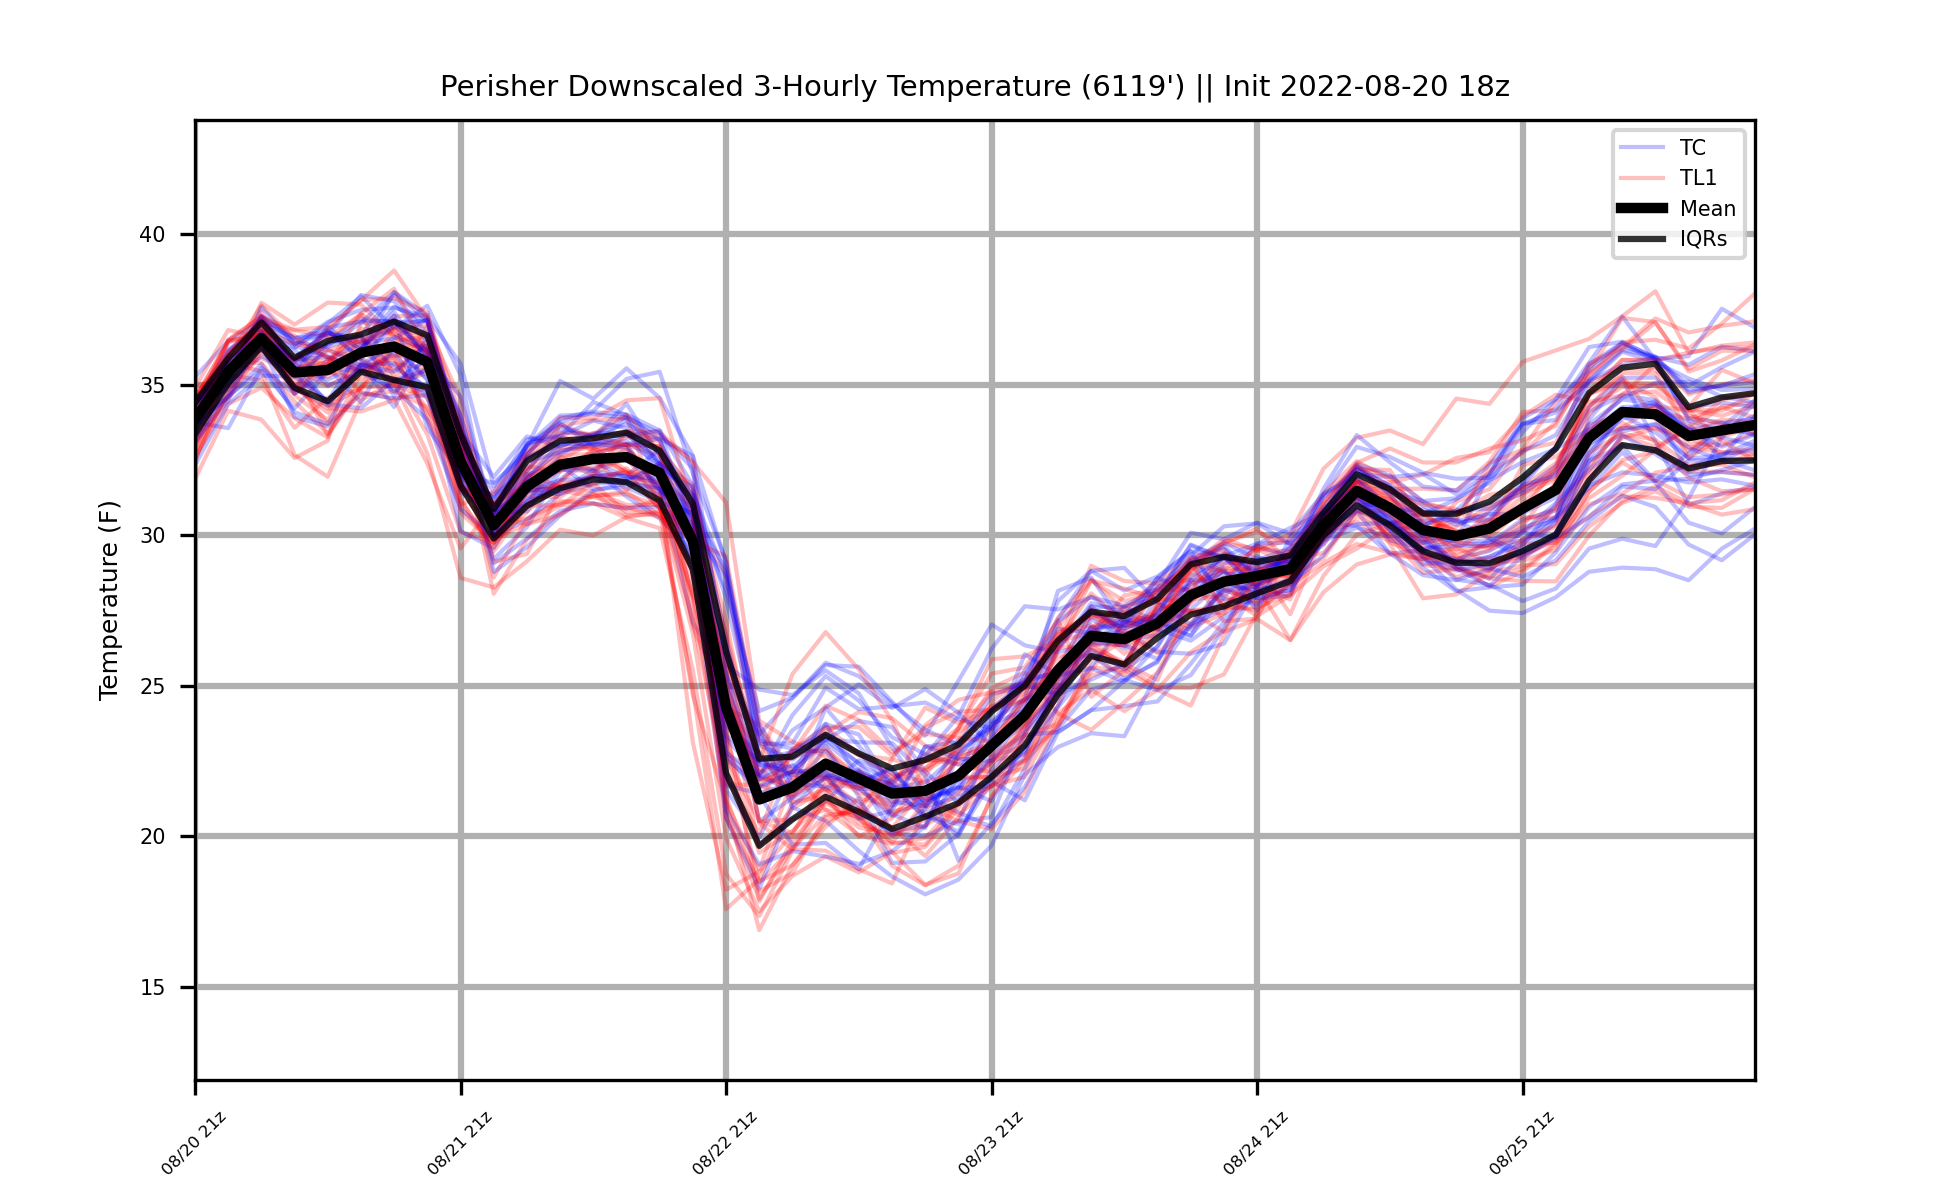 Perisher Downscaled 3-Hourly Temperature (6119') || Init 2022-08-20 18z
TC
TL1
Mean
IQRs
Temperature (F)
40
35
30
25
20
15
08/20 21z
08/21 21z
08/22 21z
08/23 21z
08/24 21z
08/25 21z